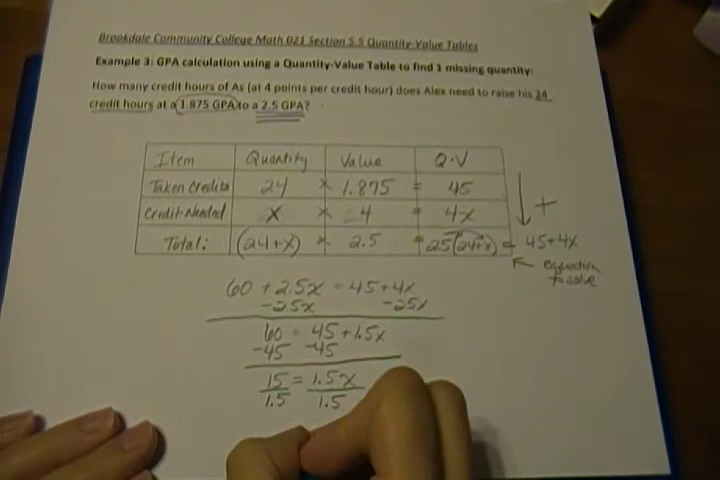 Brookdale Community College Math 021 Section 5.5 Quantity-Value Tables
Example 3: GPA calculation using a Quantity-Value Table to find 1 missing quantity:
How many credit hours of As (at 4 points per credit hour) does Alex need to raise his 24
credit hours at a 1.875 GPA to a 2.5 GPA?
Item Quantity Value Q·V
Taken Credits 24 × 1.875 = 45
Credit Needed x × 4 = 4x
Total: (24+x) × 2.5 = 2.5(24+x) = 45+4x
+
equation
to solve
60 + 2.5x = 45+4x
-2.5x -2.5x
60 = 45 + 1.5x
-45 -45
15 = 1.5x
1.5 1.5